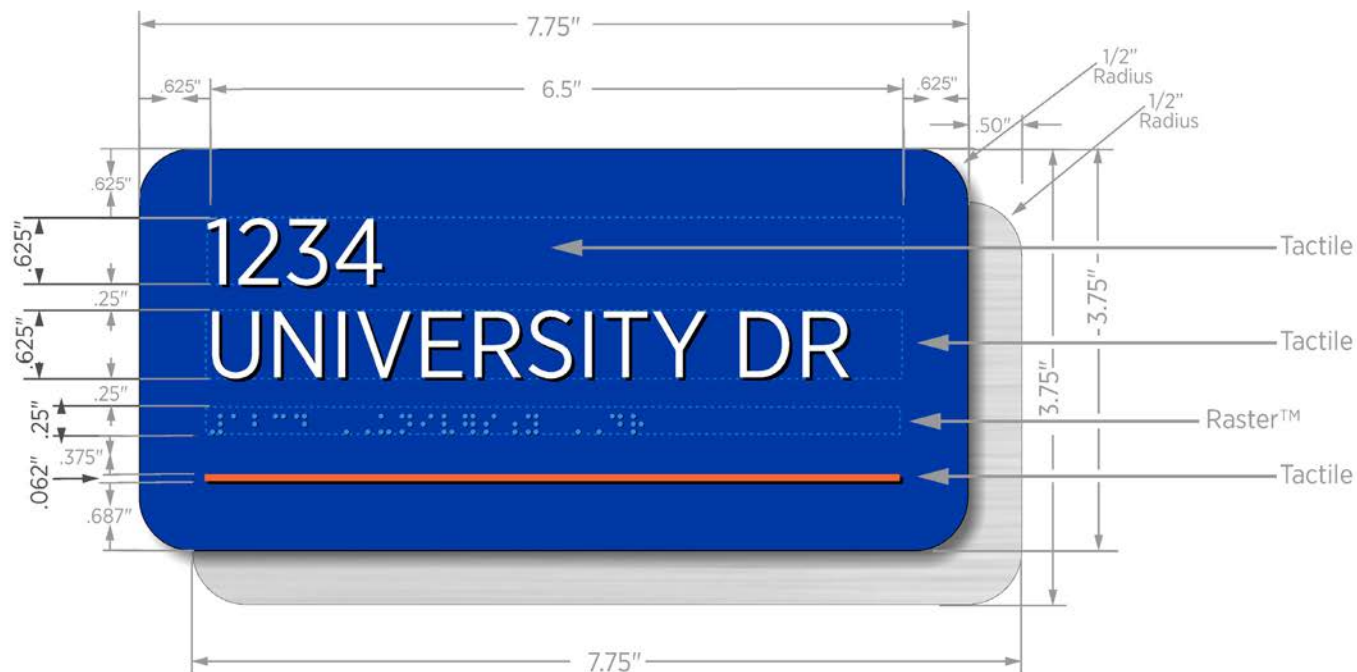 7.75"
.625" 6.5" .625"
1/2"
Radius
1/2"
Radius
.50"
.625"
.625"
1234
Tactile
.25"
3.75"
.625"
UNIVERSITY DR
Tactile
3.75"
.25"
.25"
Raster™
.375"
.062"
Tactile
.687"
7.75"